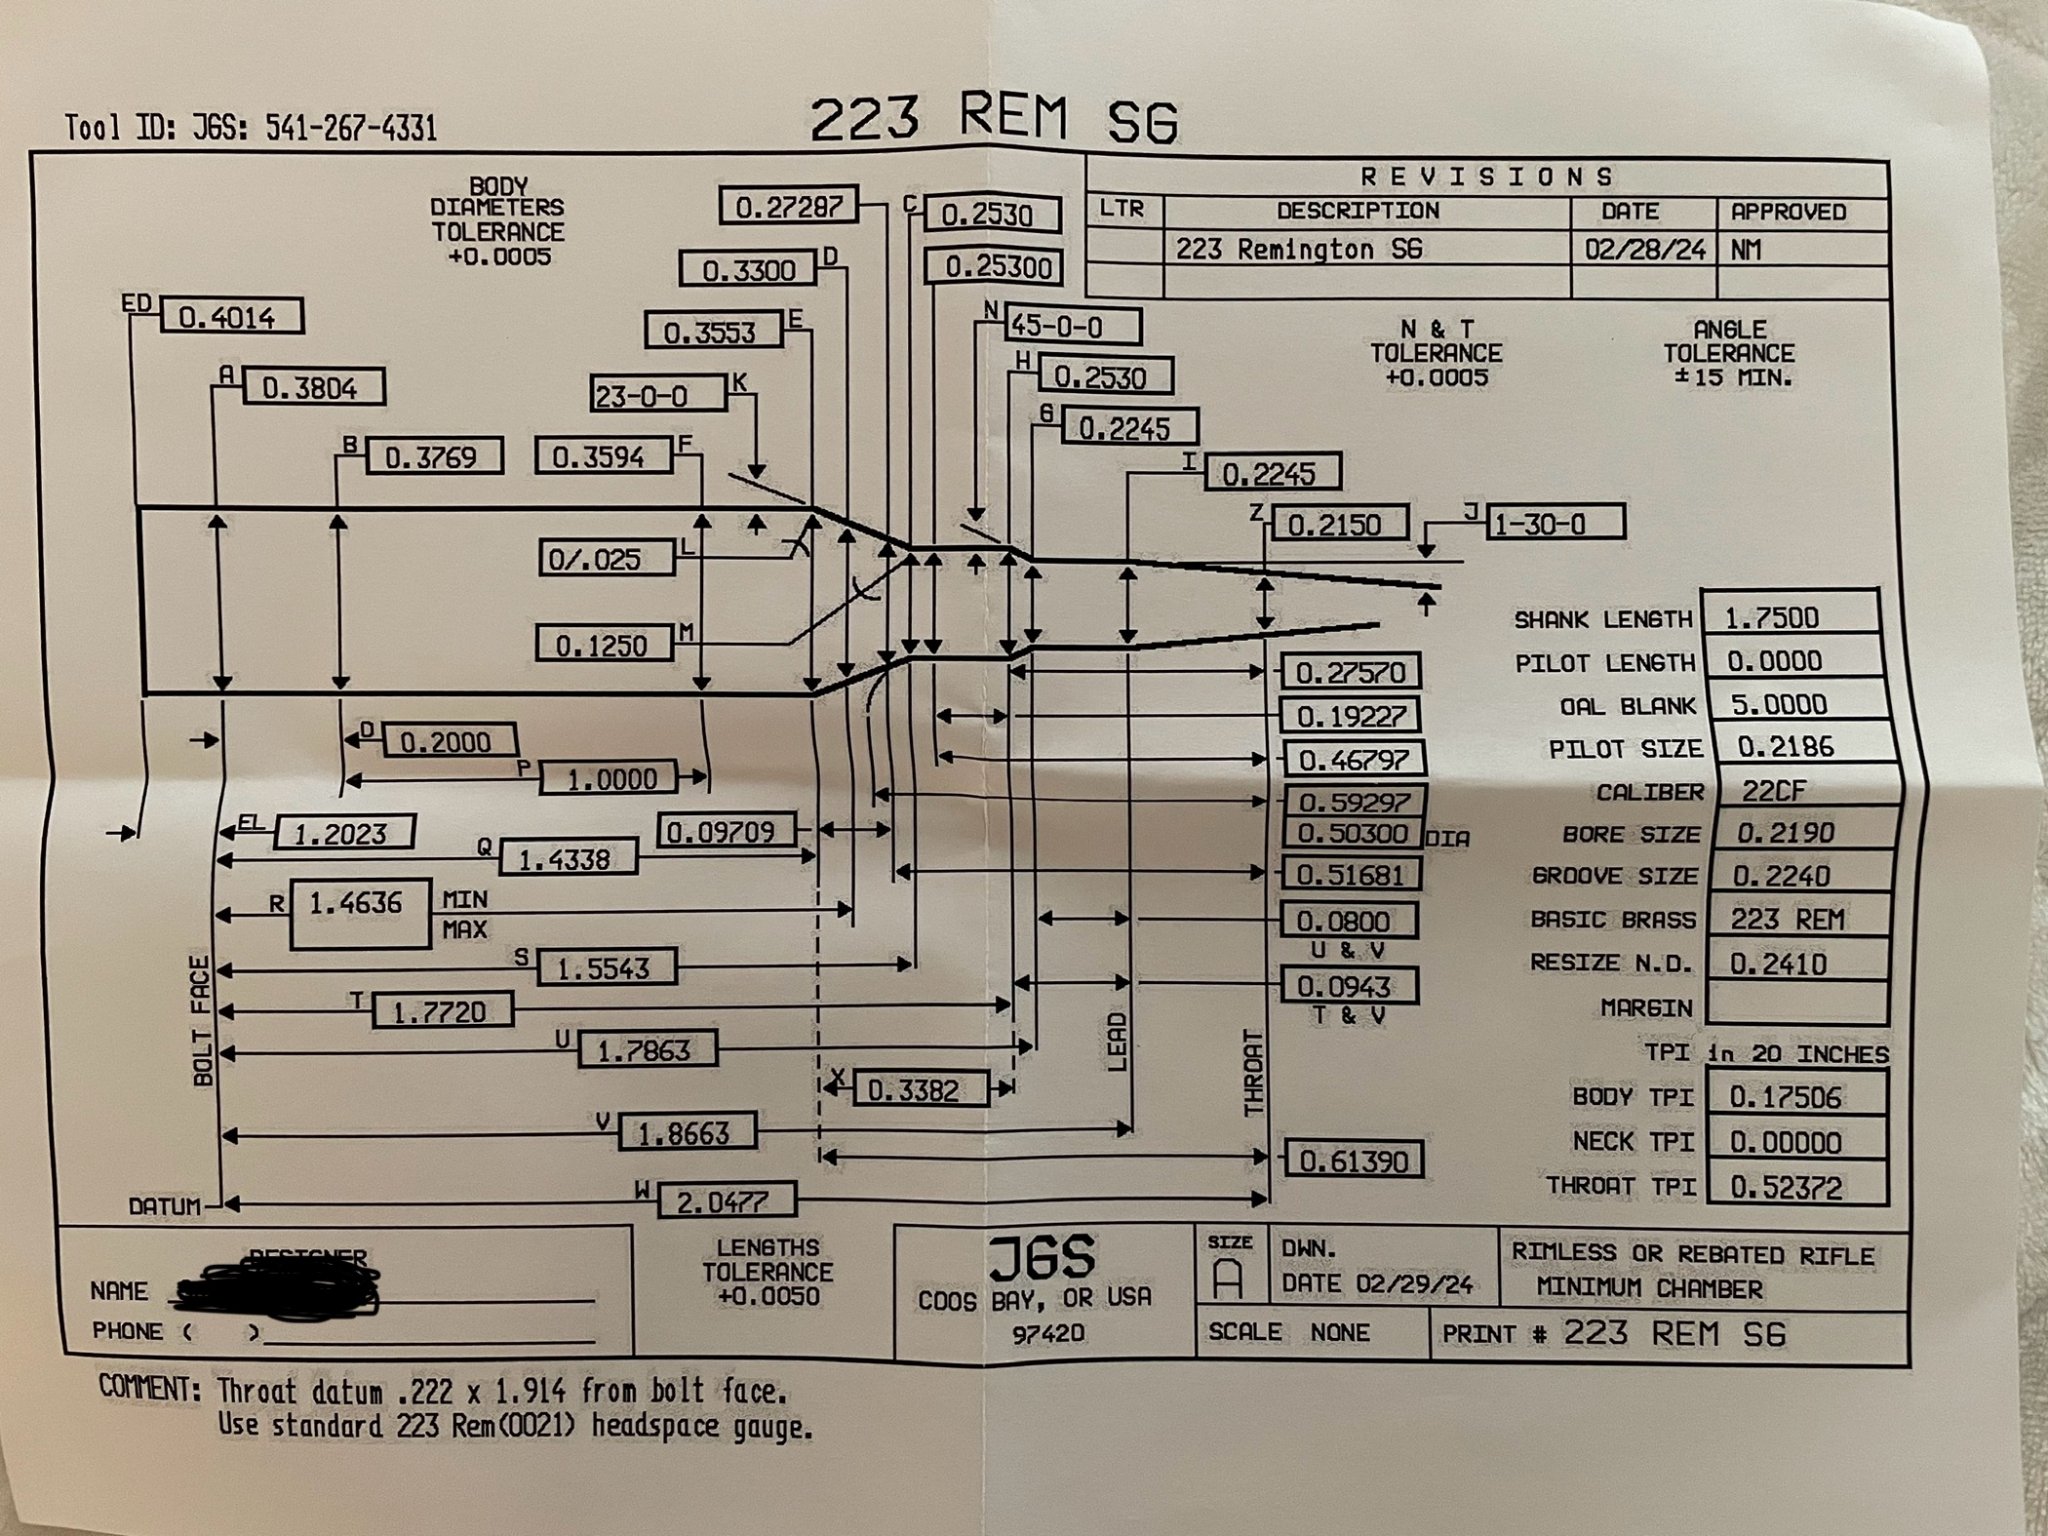 Tool ID: JGS: 541-267-4331
223 REM SG
REVISIONS
LTR DESCRIPTION DATE APPROVED
223 Remington SG 02/28/24 NM
BODY
DIAMETERS
TOLERANCE
+0.0005
0.27287
C 0.2530
0.3300 D
0.25300
ED 0.4014
0.3553 E
N 45-0-0
N & T
TOLERANCE
+0.0005
ANGLE
TOLERANCE
±15 MIN.
A 0.3804
23-0-0 K
H 0.2530
B 0.3769
0.3594 F
G 0.2245
I 0.2245
Z 0.2150
J 1-30-0
0/.025 L
0.1250 M
SHANK LENGTH 1.7500
PILOT LENGTH 0.0000
OAL BLANK 5.0000
PILOT SIZE 0.2186
CALIBER 22CF
BORE SIZE 0.2190
GROOVE SIZE 0.2240
BASIC BRASS 223 REM
RESIZE N.D. 0.2410
MARGIN
TPI in 20 INCHES
BODY TPI 0.17506
NECK TPI 0.00000
THROAT TPI 0.52372
0.27570
0.19227
0.46797
0.59297
0.50300 DIA
0.51681
0.0800
U & V
0.0943
T & V
0.61390
O 0.2000
P 1.0000
EL 1.2023
0.09709
Q 1.4338
R 1.4636 MIN
MAX
S 1.5543
T 1.7720
U 1.7863
X 0.3382
V 1.8663
W 2.0477
BOLT FACE
LEAD
THROAT
DATUM
DESIGNER
NAME
PHONE ( )
LENGTHS
TOLERANCE
+0.0050
JGS
COOS BAY, OR USA
97420
SIZE
A
DWN.
DATE 02/29/24
RIMLESS OR REBATED RIFLE
MINIMUM CHAMBER
SCALE NONE
PRINT # 223 REM SG
COMMENT: Throat datum .222 x 1.914 from bolt face.
Use standard 223 Rem(0021) headspace gauge.